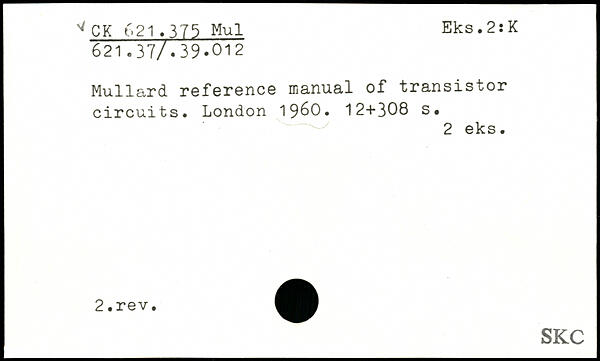 CK 621.375 Mul
Eks.2:K
621.37/.39.012
Mullard reference manual of transistor
circuits. London 1960. 12+308 s.
2 eks.
2.rev.
SKC